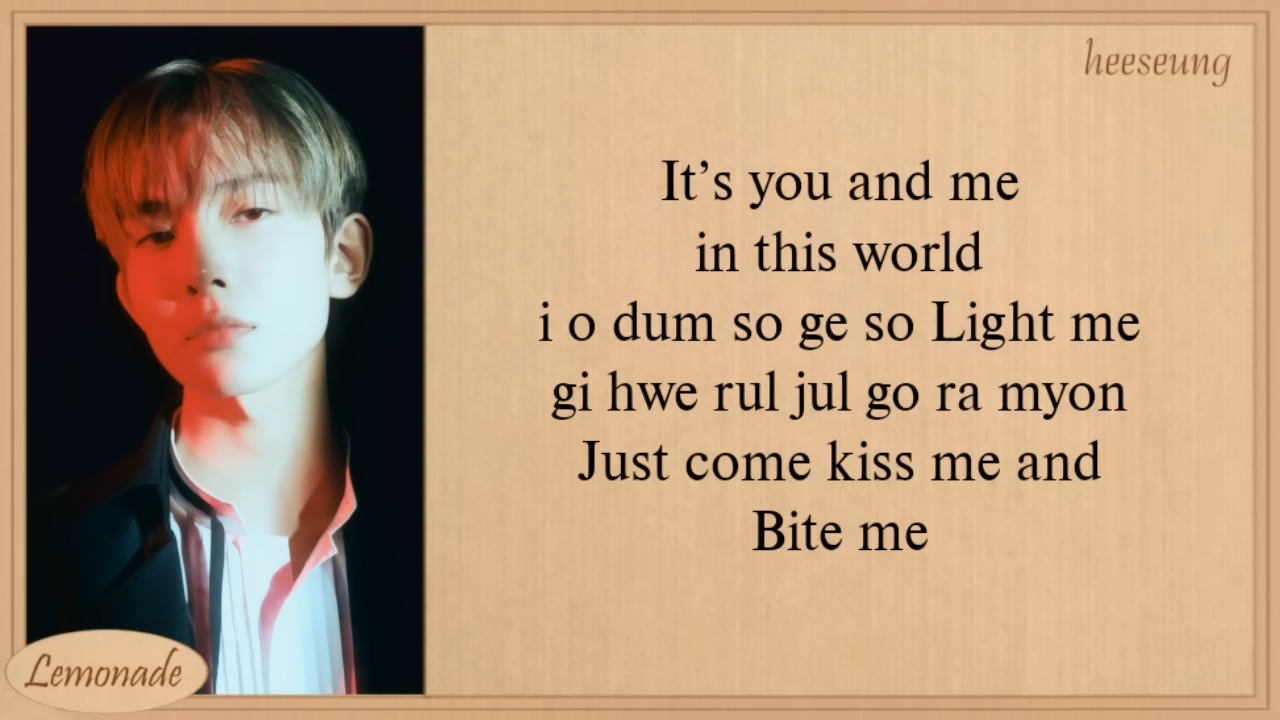 heeseung
It’s you and me
in this world
i o dum so ge so Light me
gi hwe rul jul go ra myon
Just come kiss me and
Bite me
Lemonade